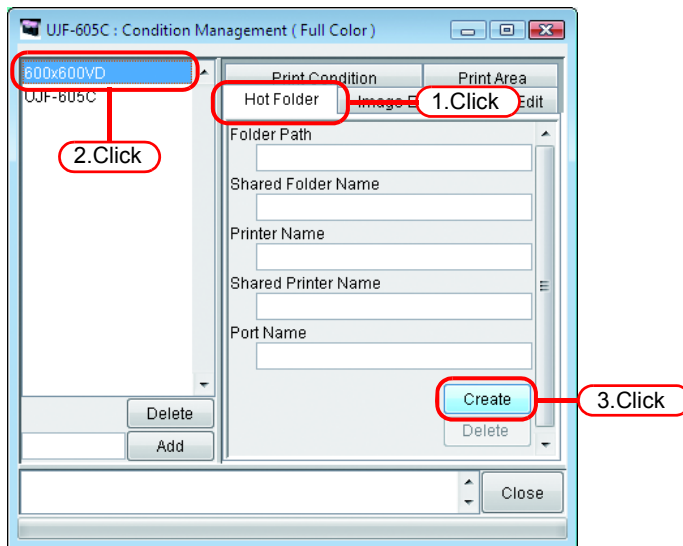 UJF-605C : Condition Management ( Full Color )
600x600VD
UJF-605C
2.Click
Delete
Add
Print Condition
Print Area
Hot Folder
Image E
1.Click
Edit
Folder Path
Shared Folder Name
Printer Name
Shared Printer Name
Port Name
Create
3.Click
Delete
Close